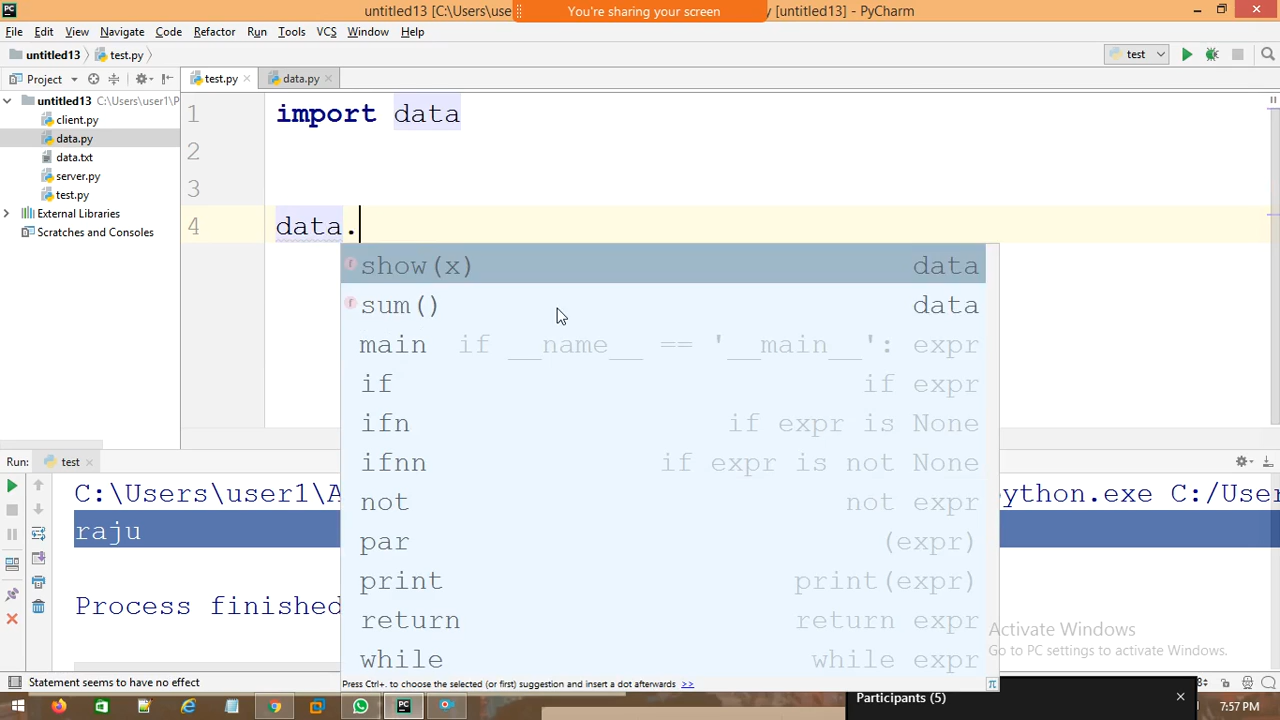 untitled13 [C:\Users\use
You're sharing your screen
[untitled13] - PyCharm
File Edit View Navigate Code Refactor Run Tools VCS Window Help
untitled13 test.py
test
Project
test.py
data.py
untitled13 C:\Users\user1\P
client.py
data.py
data.txt
server.py
test.py
External Libraries
Scratches and Consoles
1 import data
2
3
4 data.
show(x) data
sum() data
main if __name__ == '__main__': expr
if if expr
ifn if expr is None
ifnn if expr is not None
not not expr
par (expr)
print print(expr)
return return expr
while while expr
Press Ctrl+. to choose the selected (or first) suggestion and insert a dot afterwards >>
π
Run: test
C:\Users\user1\A
ython.exe C:/User
raju
Process finished
Activate Windows
Go to PC settings to activate Windows.
Statement seems to have no effect
Participants (5)
7:57 PM